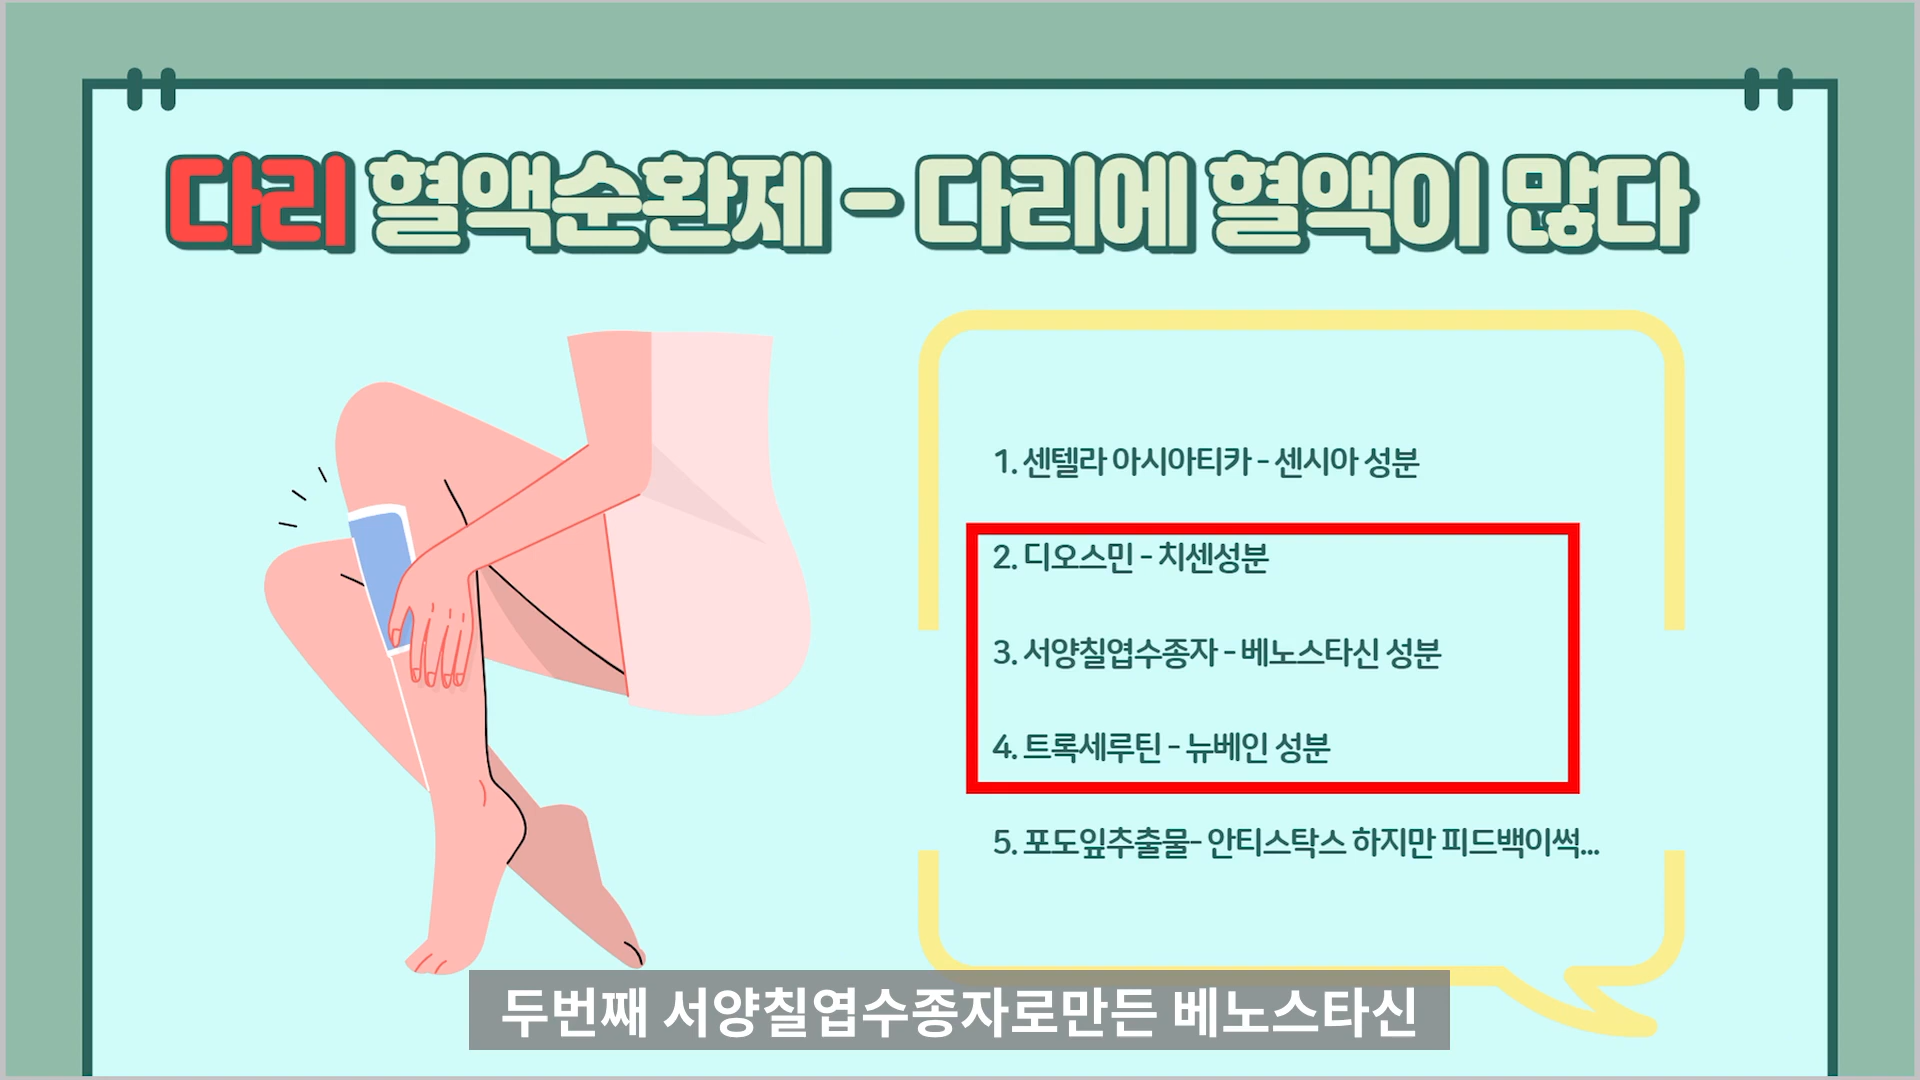 다리 혈액순환제 - 다리에 혈액이 많다
1. 센텔라 아시아티카 - 센시아 성분
2. 디오스민 - 치센성분
3. 서양칠엽수종자 - 베노스타신 성분
4. 트록세루틴 - 뉴베인 성분
5. 포도잎추출물- 안티스탁스 하지만 피드백이썩...
두번째 서양칠엽수종자로만든 베노스타신